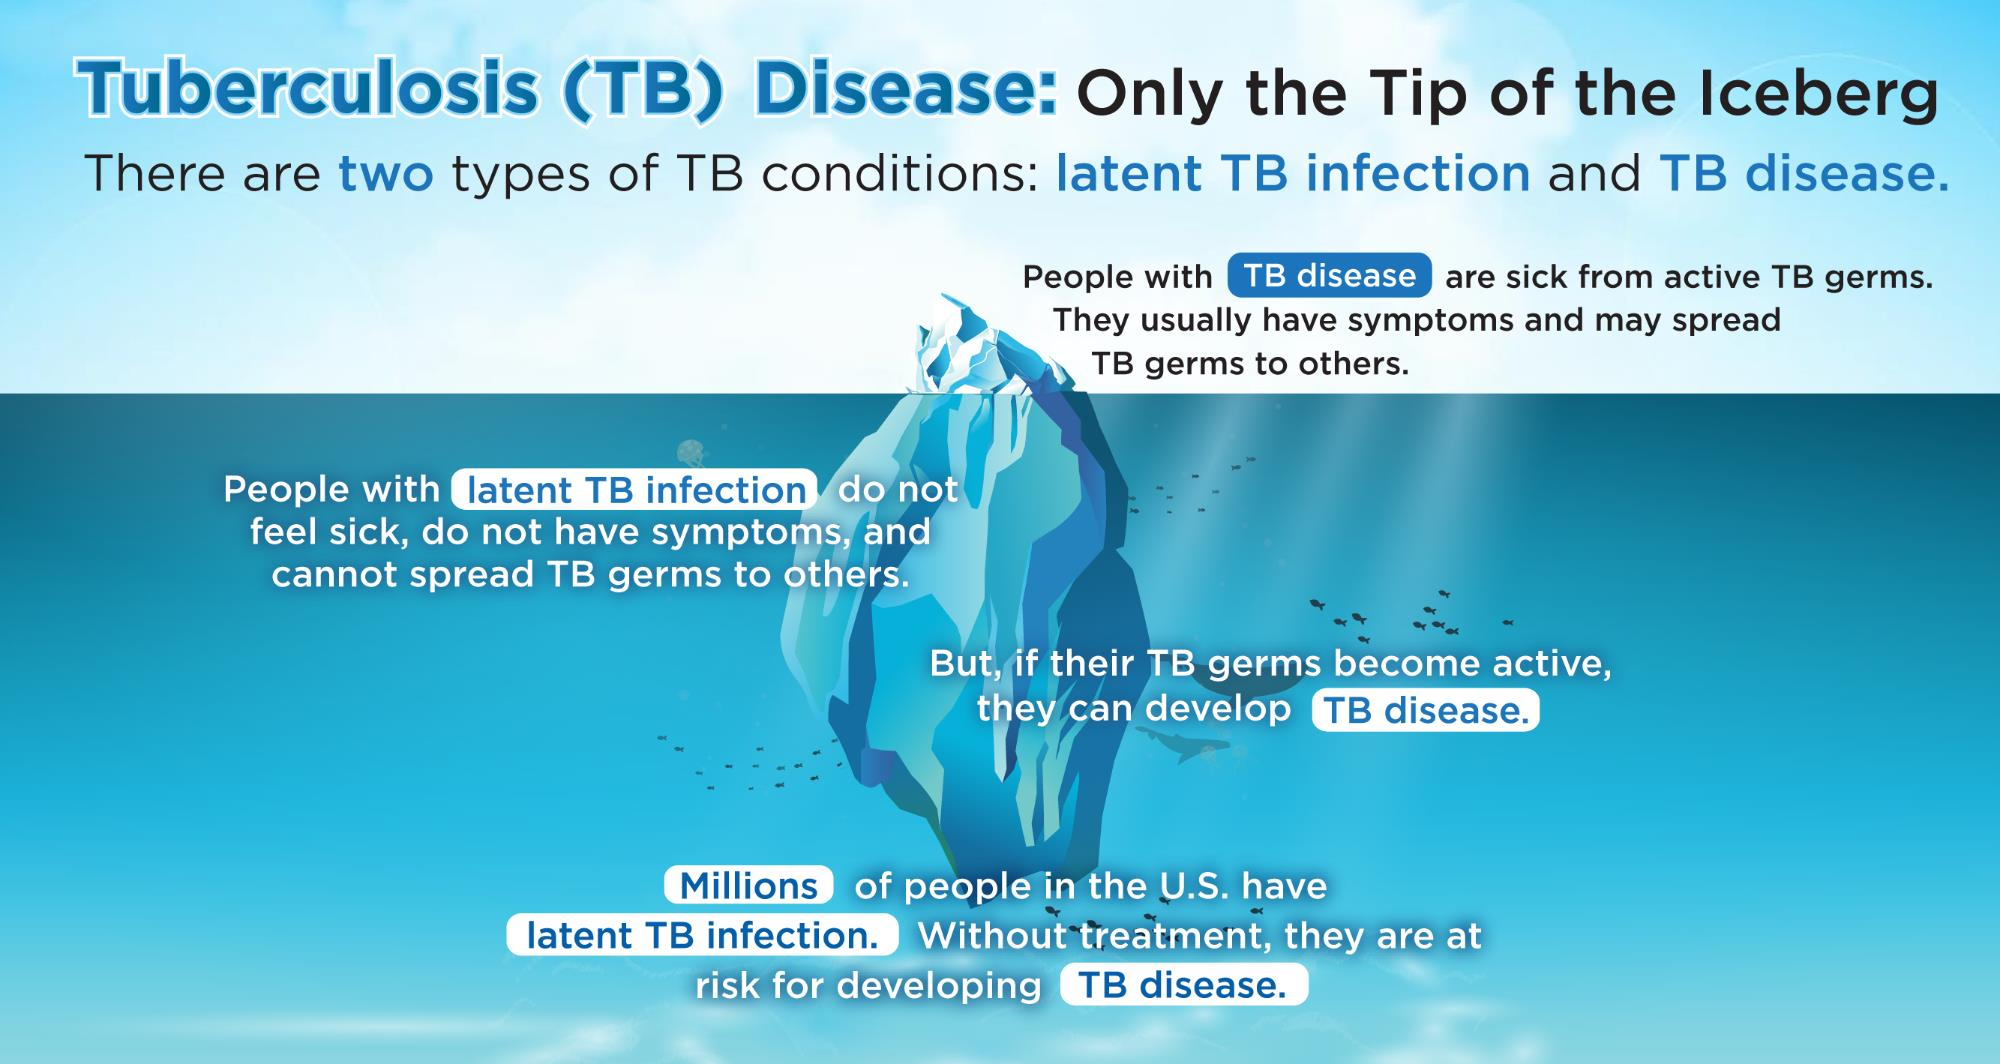 Tuberculosis (TB) Disease: Only the Tip of the Iceberg
There are two types of TB conditions: latent TB infection and TB disease.
People with TB disease are sick from active TB germs.
They usually have symptoms and may spread
TB germs to others.
People with latent TB infection do not
feel sick, do not have symptoms, and
cannot spread TB germs to others.
But, if their TB germs become active,
they can develop TB disease.
Millions of people in the U.S. have
latent TB infection. Without treatment, they are at
risk for developing TB disease.